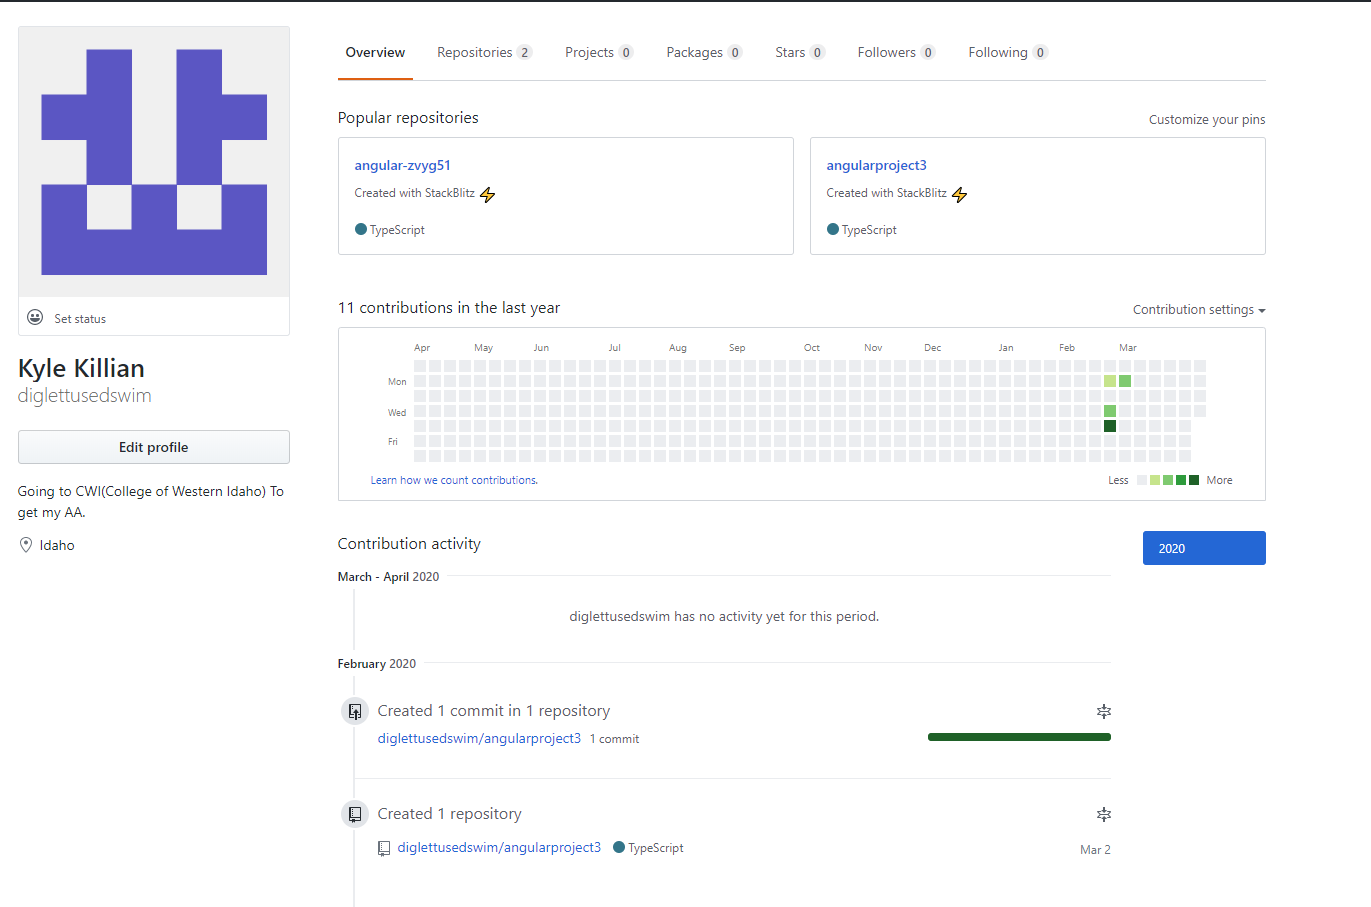 Overview Repositories 2 Projects 0 Packages 0 Stars 0 Followers 0 Following 0
Set status
Kyle Killian
diglettusedswim
Edit profile
Going to CWI(College of Western Idaho) To
get my AA.
Idaho
Popular repositories Customize your pins
angular-zvyg51
Created with StackBlitz ⚡
TypeScript
angularproject3
Created with StackBlitz ⚡
TypeScript
11 contributions in the last year Contribution settings
Apr May Jun Jul Aug Sep Oct Nov Dec Jan Feb Mar
Mon
Wed
Fri
Learn how we count contributions. Less More
Contribution activity 2020
March - April 2020
diglettusedswim has no activity yet for this period.
February 2020
Created 1 commit in 1 repository
diglettusedswim/angularproject3 1 commit
Created 1 repository
diglettusedswim/angularproject3 TypeScript Mar 2